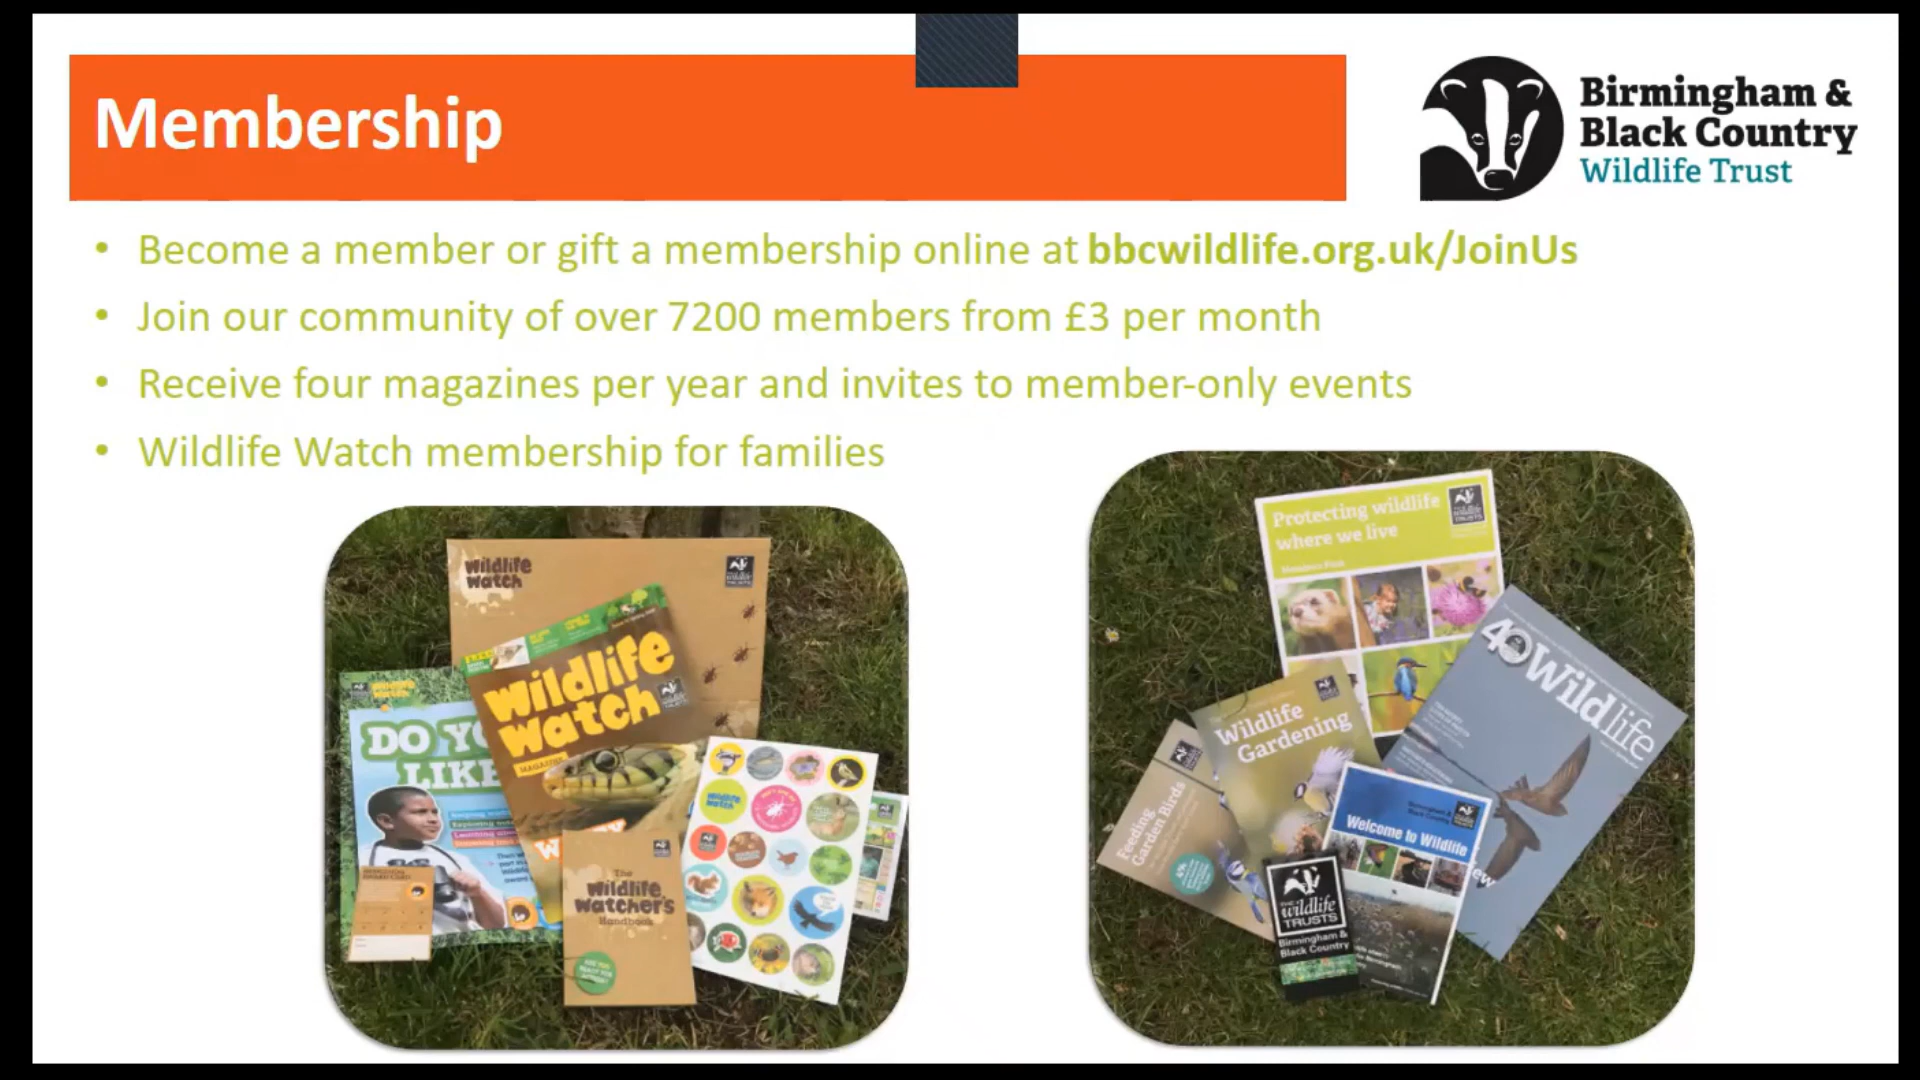 Membership
Birmingham &
Black Country
Wildlife Trust
• Become a member or gift a membership online at bbcwildlife.org.uk/JoinUs
• Join our community of over 7200 members from £3 per month
• Receive four magazines per year and invites to member-only events
• Wildlife Watch membership for families
wildlife
watch
wildlife
watch
MAGAZINE
DO YO
LIKE
The
wildlife
watcher's
Handbook
Protecting wildlife
where we live
40
Wildlife
Wildlife
Gardening
Feeding
Garden Birds
Birmingham &
Black Country
Welcome to Wildlife
THE
wildlife
TRUSTS
Birmingham &
Black Country